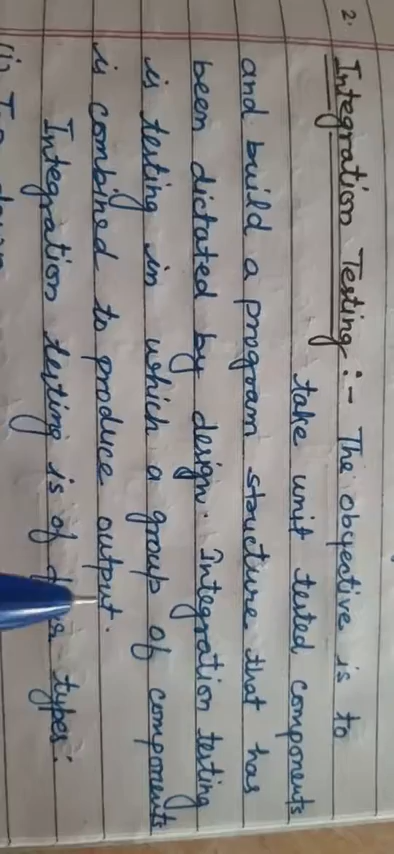 2. Integration Testing :- The objective is to
take unit tested components
and build a program structure that has
been dictated by design. Integration testing
is testing in which a group of components
is combined to produce output.
Integration testing is of types:
(i)